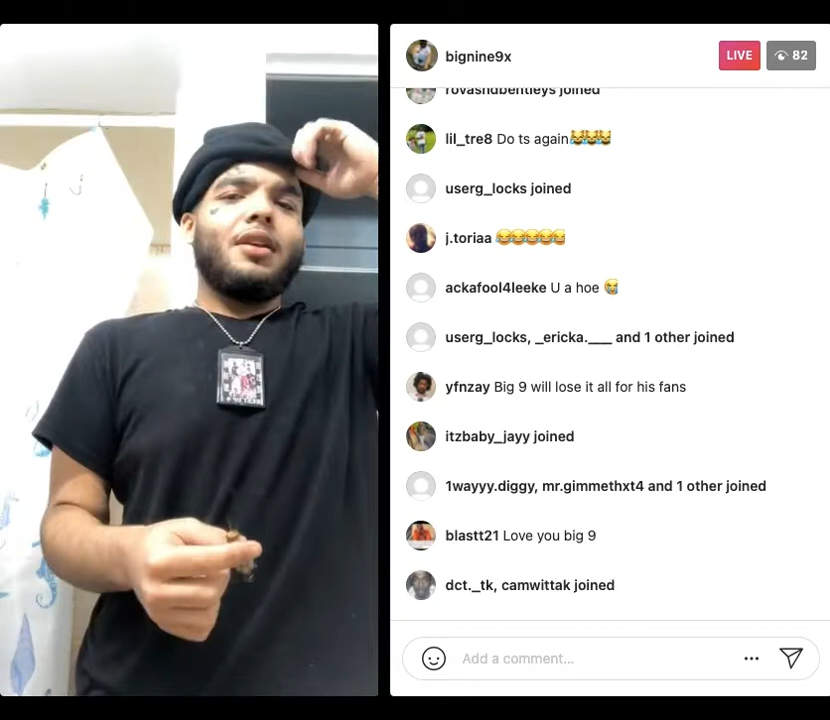 bignine9x
LIVE
82
rovashdbentleys joined
lil_tre8 Do ts again😹😹😹
userg_locks joined
j.toriaa 😂😂😂😂😂
ackafool4leeke U a hoe 😭
userg_locks, _ericka.___ and 1 other joined
yfnzay Big 9 will lose it all for his fans
itzbaby_jayy joined
1wayyy.diggy, mr.gimmethxt4 and 1 other joined
blastt21 Love you big 9
dct._tk, camwittak joined
Add a comment...